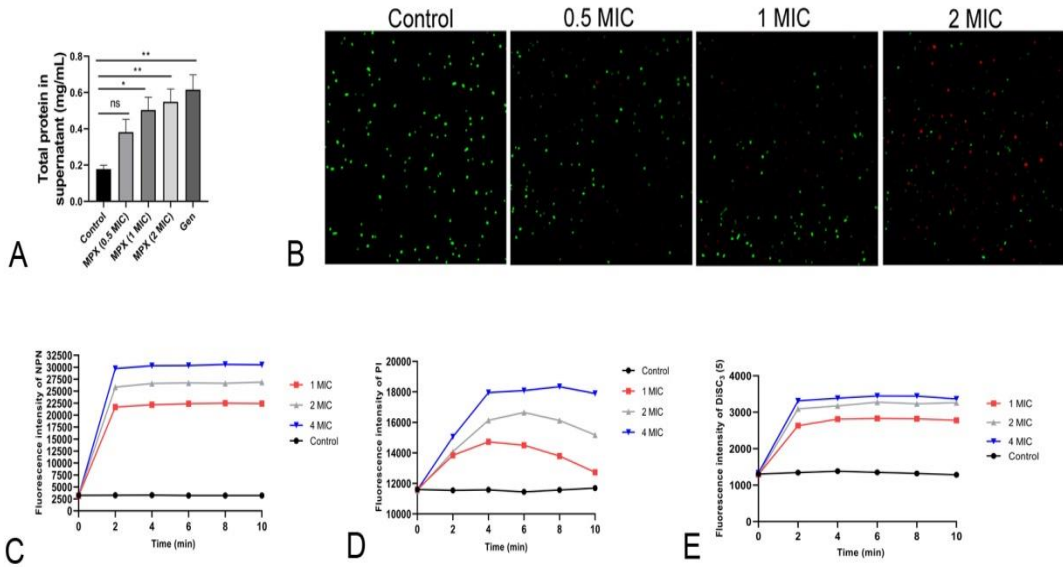 Control
0.5 MIC
1 MIC
2 MIC
Total protein in
supernatant (mg/mL)
0.8
0.6
0.4
0.2
0.0
**
**
*
ns
Control
MPX (0.5 MIC)
MPX (1 MIC)
MPX (2 MIC)
Gen
A
B
Fluorescence intensity of NPN
32500
30000
27500
25000
22500
20000
17500
15000
12500
10000
7500
5000
2500
0
0 2 4 6 8 10
Time (min)
1 MIC
2 MIC
4 MIC
Control
C
Fluorescence intensity of PI
20000
18000
16000
14000
12000
10000
0 2 4 6 8 10
Time (min)
Control
1 MIC
2 MIC
4 MIC
D
Fluorescence intensity of DiSC₃ (5)
4000
3000
2000
1000
0
0 2 4 6 8 10
Time (min)
1 MIC
2 MIC
4 MIC
Control
E